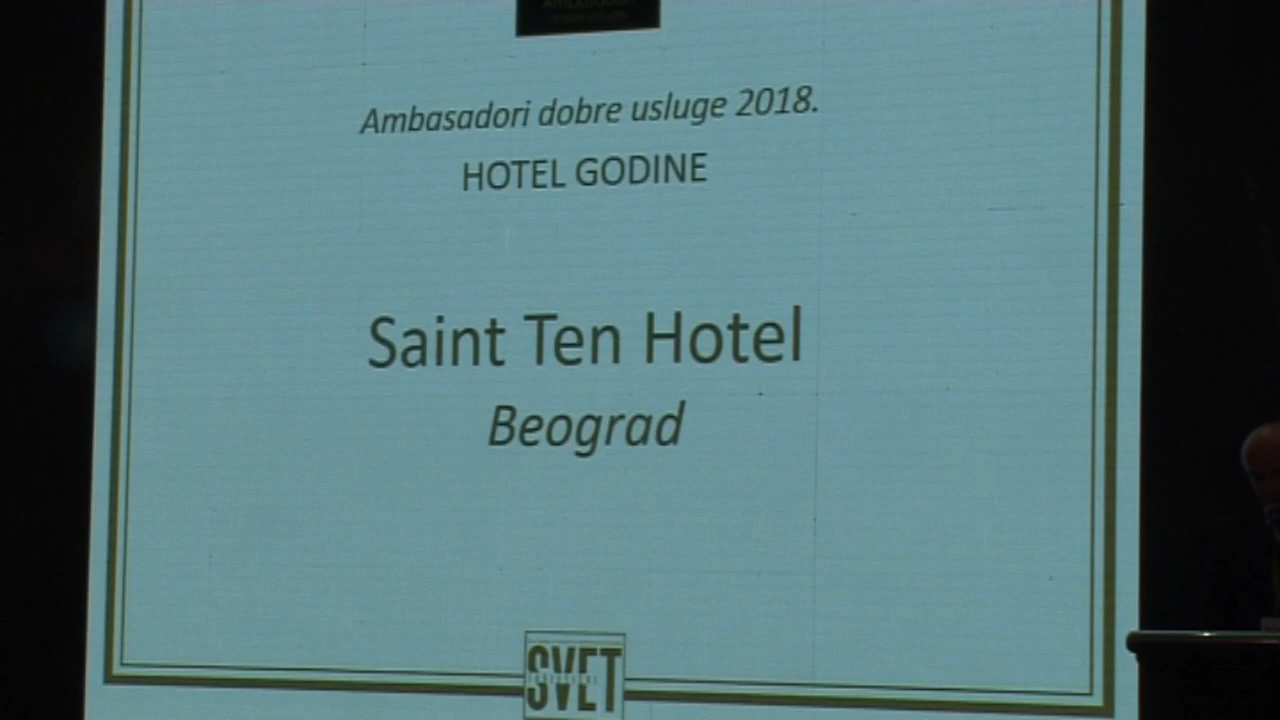 Ambasadori dobre usluge 2018.
HOTEL GODINE
Saint Ten Hotel
Beograd
SVET